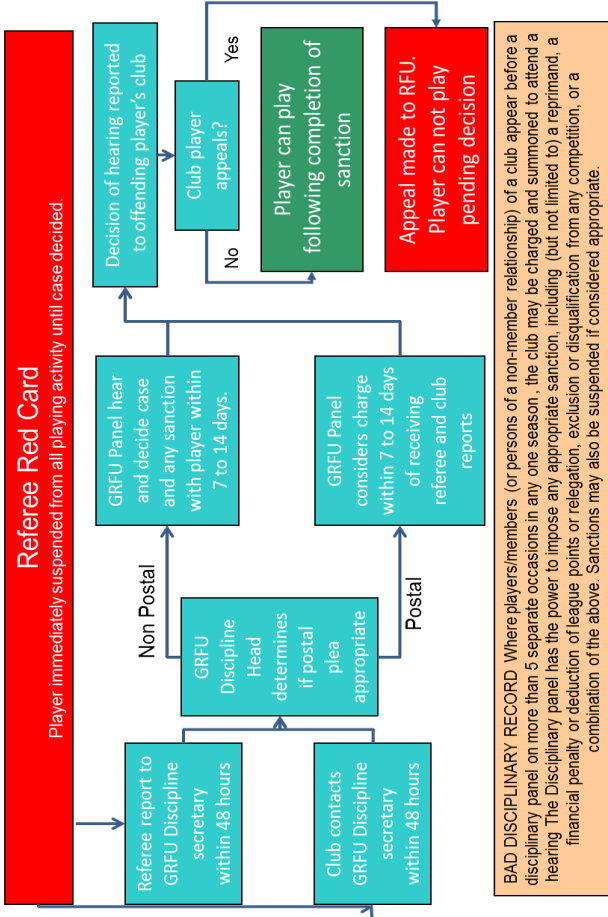 Referee Red Card
Player immediately suspended from all playing activity until case decided.
Referee report to
GRFU Discipline
secretary
within 48 hours
Club contacts
GRFU Discipline
secretary
within 48 hours
GRFU
Discipline
Head
determines
if postal
plea
appropriate
Non Postal
Postal
GRFU Panel hear
and decide case
and any sanction
with player within
7 to 14 days.
GRFU Panel
considers charge
within 7 to 14 days
of receiving
referee and club
reports
Decision of hearing reported
to offending player's club
Club player
appeals?
No
Yes
Player can play
following completion of
sanction
Appeal made to RFU.
Player can not play
pending decision
BAD DISCIPLINARY RECORD Where players/members (or persons of a non-member relationship) of a club appear before a
disciplinary panel on more than 5 separate occasions in any one season , the club may be charged and summoned to attend a
hearing The Disciplinary panel has the power to impose any appropriate sanction, including (but not limited to) a reprimand, a
financial penalty or deduction of league points or relegation, exclusion or disqualification from any competition, or a
combination of the above. Sanctions may also be suspended if considered appropriate.